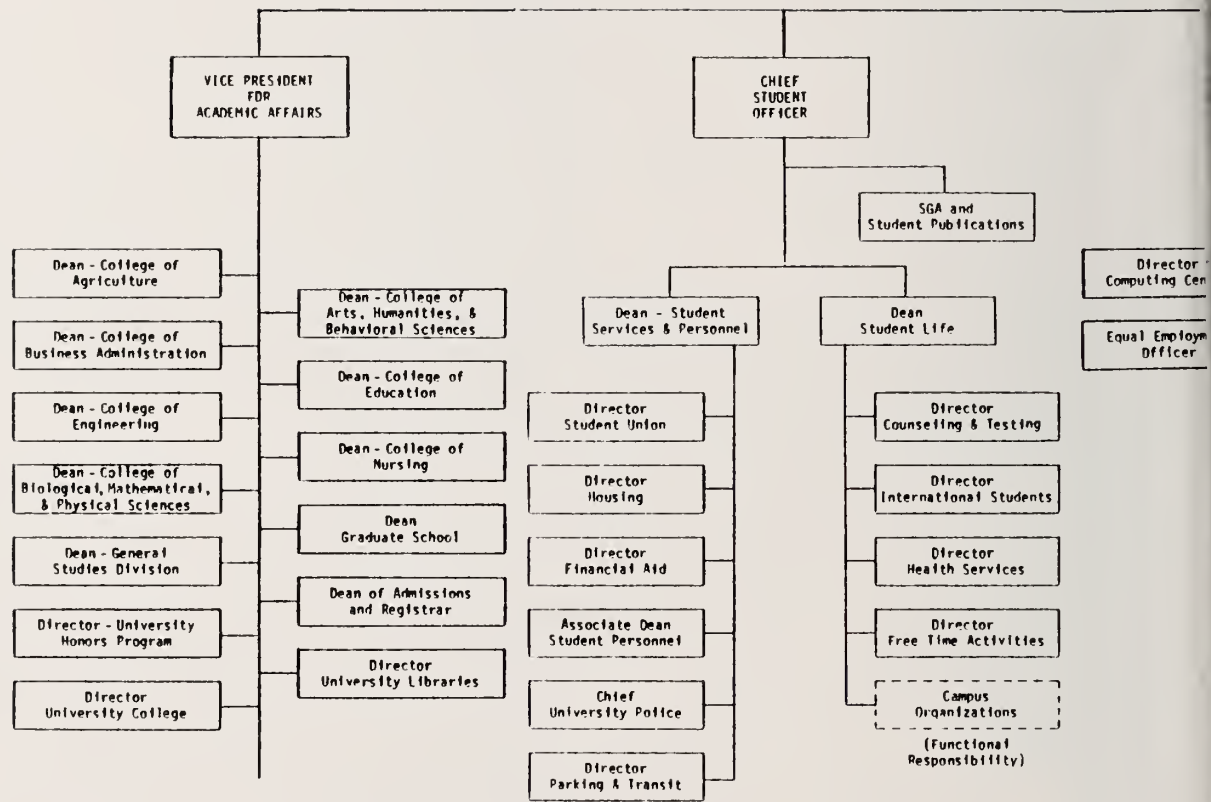 VICE PRESIDENT
FOR
ACADEMIC AFFAIRS
CHIEF
STUDENT
OFFICER
SGA and
Student Publications
Dean - College of
Agriculture
Dean - College of
Business Administration
Dean - College of
Engineering
Dean - College of
Biological, Mathematical,
& Physical Sciences
Dean - General
Studies Division
Director - University
Honors Program
Director
University College
Dean - College of
Arts, Humanities, &
Behavioral Sciences
Dean - College of
Education
Dean - College of
Nursing
Dean
Graduate School
Dean of Admissions
and Registrar
Director
University Libraries
Dean - Student
Services & Personnel
Director
Student Union
Director
Housing
Director
Financial Aid
Associate Dean
Student Personnel
Chief
University Police
Director
Parking & Transit
Dean
Student Life
Director
Counseling & Testing
Director
International Students
Director
Health Services
Director
Free Time Activities
Campus
Organizations
(Functional
Responsibility)
Director
Computing
Equal
Officer